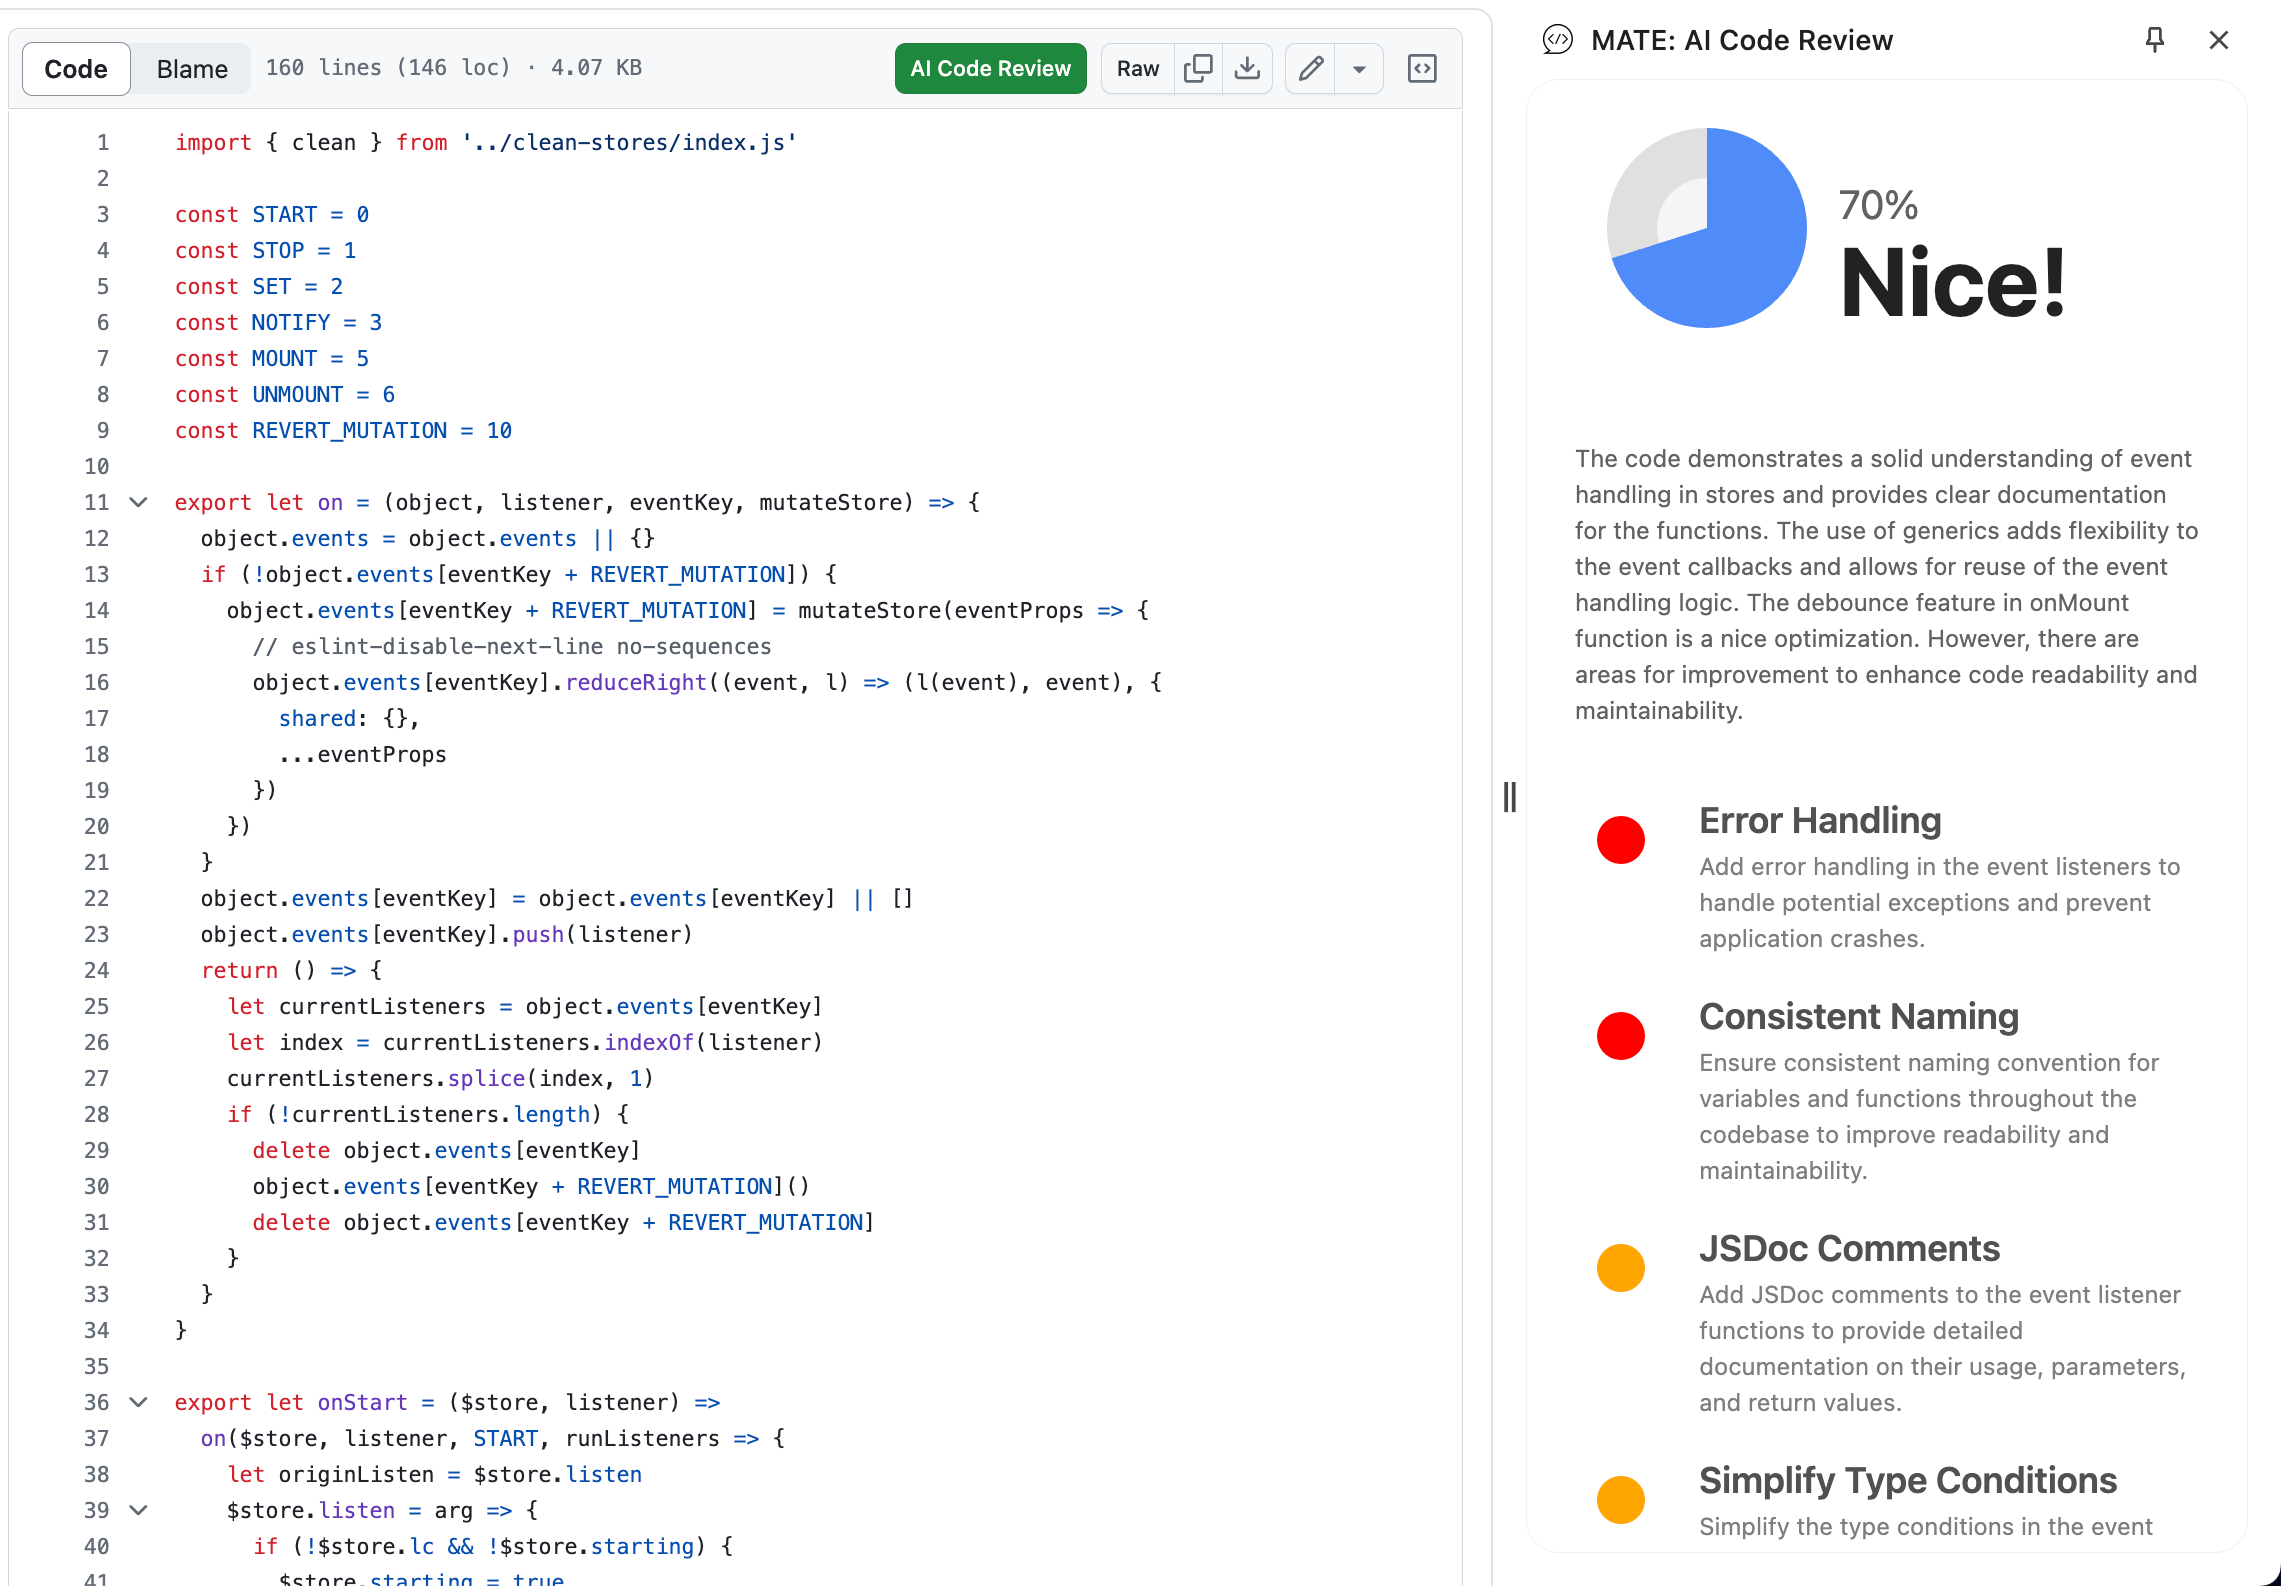 Code Blame 160 lines (146 loc) · 4.07 KB AI Code Review Raw
1 import { clean } from '../clean-stores/index.js'
2
3 const START = 0
4 const STOP = 1
5 const SET = 2
6 const NOTIFY = 3
7 const MOUNT = 5
8 const UNMOUNT = 6
9 const REVERT_MUTATION = 10
10
11 export let on = (object, listener, eventKey, mutateStore) => {
12 object.events = object.events || {}
13 if (!object.events[eventKey + REVERT_MUTATION]) {
14 object.events[eventKey + REVERT_MUTATION] = mutateStore(eventProps => {
15 // eslint-disable-next-line no-sequences
16 object.events[eventKey].reduceRight((event, l) => (l(event), event), {
17 shared: {},
18 ...eventProps
19 })
20 })
21 }
22 object.events[eventKey] = object.events[eventKey] || []
23 object.events[eventKey].push(listener)
24 return () => {
25 let currentListeners = object.events[eventKey]
26 let index = currentListeners.indexOf(listener)
27 currentListeners.splice(index, 1)
28 if (!currentListeners.length) {
29 delete object.events[eventKey]
30 object.events[eventKey + REVERT_MUTATION]()
31 delete object.events[eventKey + REVERT_MUTATION]
32 }
33 }
34 }
35
36 export let onStart = ($store, listener) =>
37 on($store, listener, START, runListeners => {
38 let originListen = $store.listen
39 $store.listen = arg => {
40 if (!$store.lc && !$store.starting) {
41 $store.starting = true
MATE: AI Code Review
70%
Nice!
The code demonstrates a solid understanding of event
handling in stores and provides clear documentation
for the functions. The use of generics adds flexibility to
the event callbacks and allows for reuse of the event
handling logic. The debounce feature in onMount
function is a nice optimization. However, there are
areas for improvement to enhance code readability and
maintainability.
Error Handling
Add error handling in the event listeners to
handle potential exceptions and prevent
application crashes.
Consistent Naming
Ensure consistent naming convention for
variables and functions throughout the
codebase to improve readability and
maintainability.
JSDoc Comments
Add JSDoc comments to the event listener
functions to provide detailed
documentation on their usage, parameters,
and return values.
Simplify Type Conditions
Simplify the type conditions in the event